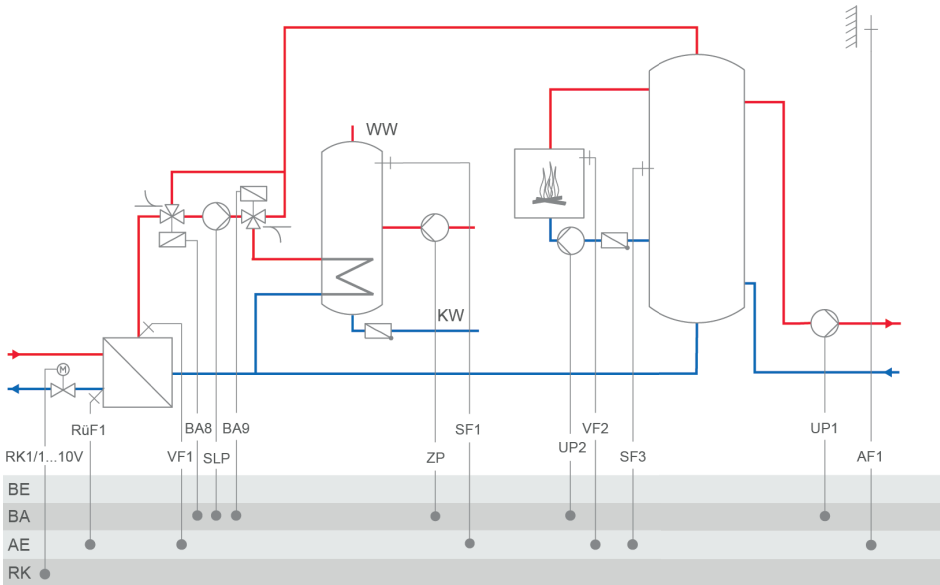 WW
KW
M
RüF1
BA8
BA9
SF1
VF2
UP1
RK1/1...10V
VF1
SLP
ZP
UP2
SF3
AF1
BE
BA
AE
RK